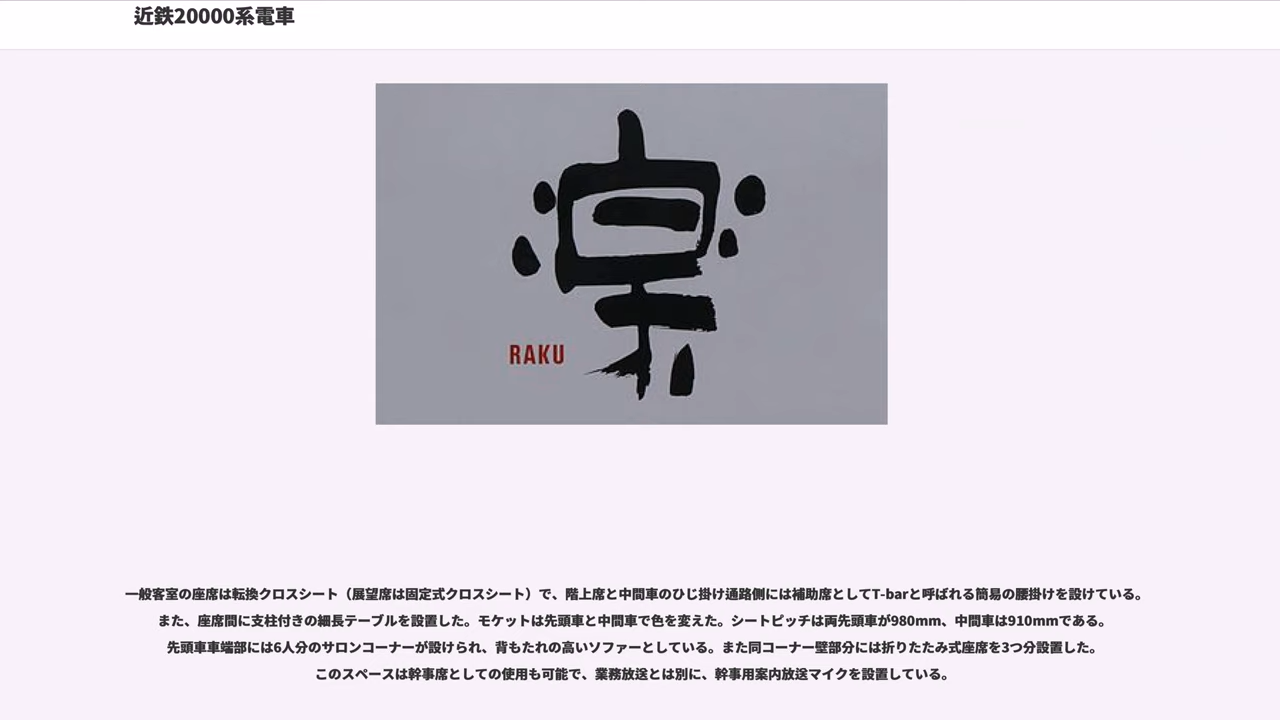 近鉄20000系電車
楽
RAKU
一般客室の座席は転換クロスシート（展望席は固定式クロスシート）で、階上席と中間車のひじ掛け通路側には補助席としてT-barと呼ばれる簡易の腰掛けを設けている。
また、座席間に支柱付きの細長テーブルを設置した。モケットは先頭車と中間車で色を変えた。シートピッチは両先頭車が980mm、中間車は910mmである。
先頭車車端部には6人分のサロンコーナーが設けられ、背もたれの高いソファーとしている。また同コーナー壁部分には折りたたみ式座席を3つ分設置した。
このスペースは幹事席としての使用も可能で、業務放送とは別に、幹事用案内放送マイクを設置している。